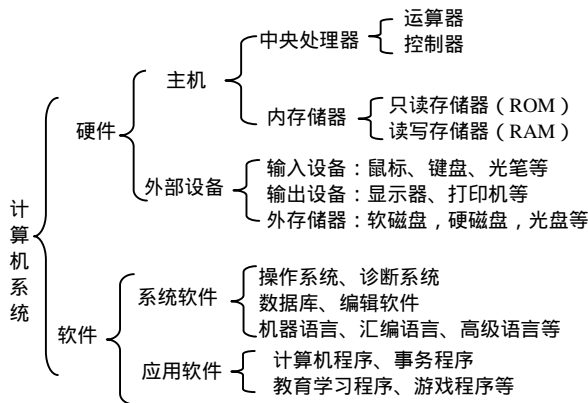 计算机系统
硬件
主机
中央处理器
运算器
控制器
内存储器
只读存储器（ROM）
读写存储器（RAM）
外部设备
输入设备：鼠标、键盘、光笔等
输出设备：显示器、打印机等
外存储器：软磁盘，硬磁盘，光盘等
软件
系统软件
操作系统、诊断系统
数据库、编辑软件
机器语言、汇编语言、高级语言等
应用软件
计算机程序、事务程序
教育学习程序、游戏程序等